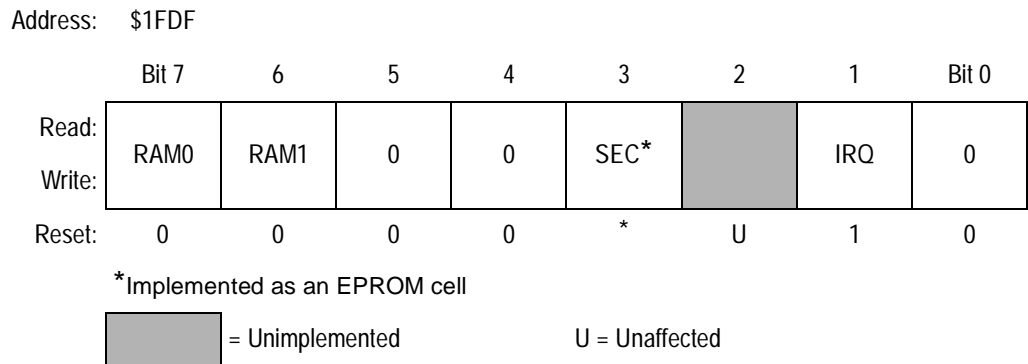 Address: $1FDF
Bit 7 6 5 4 3 2 1 Bit 0
Read:
RAM0 RAM1 0 0 SEC* IRQ 0
Write:
Reset: 0 0 0 0 * U 1 0
*Implemented as an EPROM cell
= Unimplemented U = Unaffected